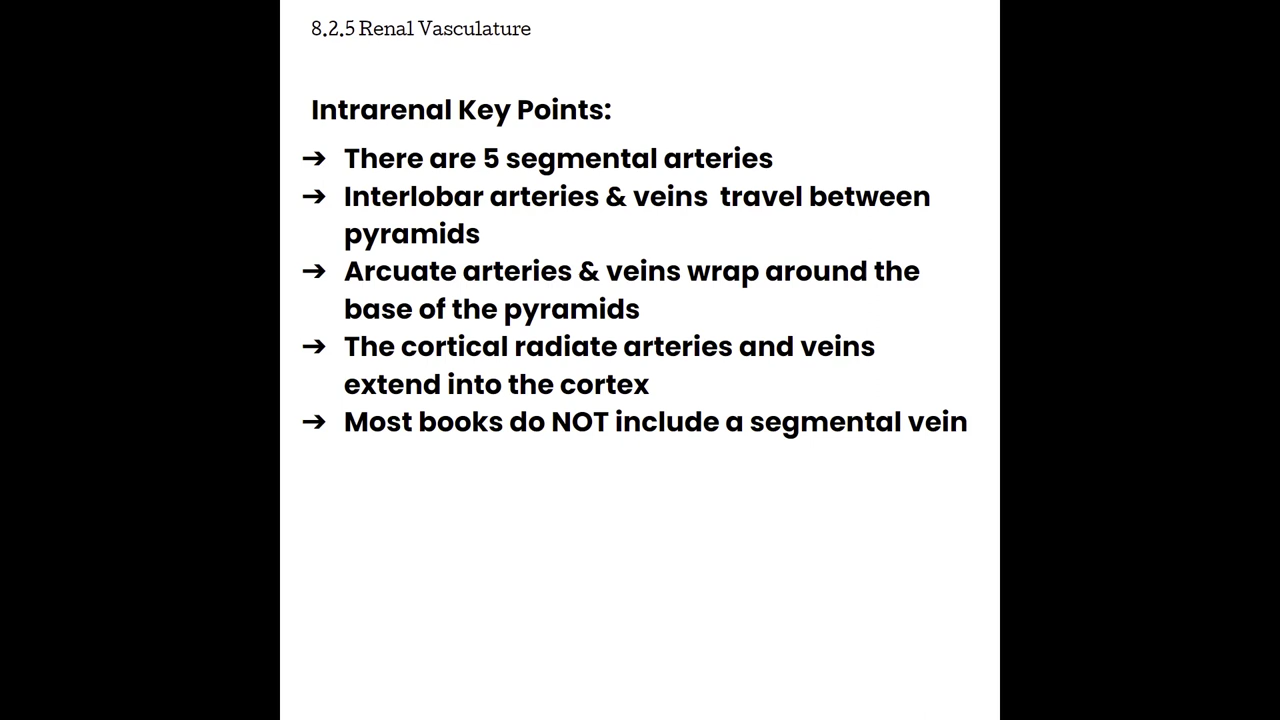 8.2.5 Renal Vasculature
Intrarenal Key Points:
➔ There are 5 segmental arteries
➔ Interlobar arteries & veins  travel between
pyramids
➔ Arcuate arteries & veins wrap around the
base of the pyramids
➔ The cortical radiate arteries and veins
extend into the cortex
➔ Most books do NOT include a segmental vein